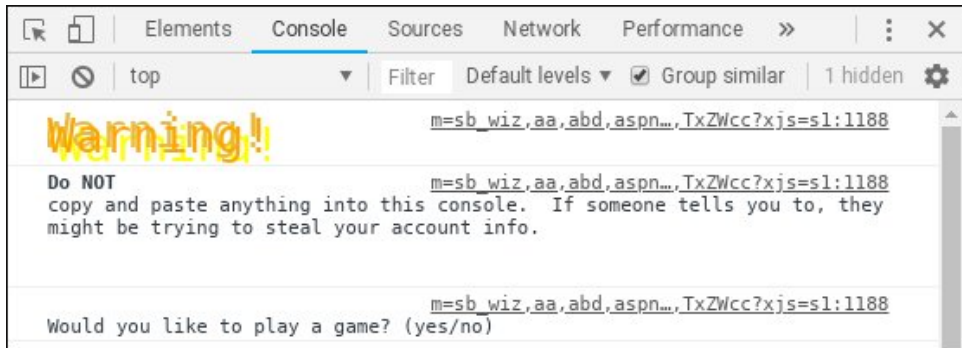 Elements Console Sources Network Performance »
top Filter Default levels Group similar 1 hidden
Warning! m=sb_wiz,aa,abd,aspn…,TxZWcc?xjs=s1:1188
Do NOT m=sb_wiz,aa,abd,aspn…,TxZWcc?xjs=s1:1188
copy and paste anything into this console.  If someone tells you to, they
might be trying to steal your account info.
m=sb_wiz,aa,abd,aspn…,TxZWcc?xjs=s1:1188
Would you like to play a game? (yes/no)